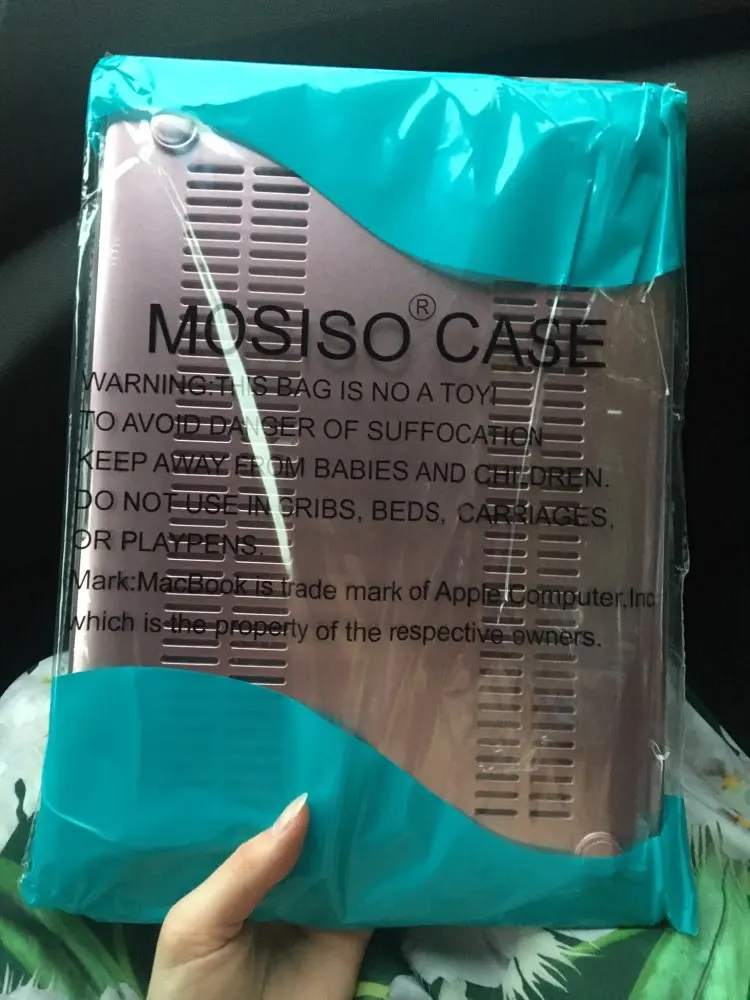 MOSISO® CASE
WARNING:THIS BAG IS NO A TOY!
TO AVOID DANGER OF SUFFOCATION
KEEP AWAY FROM BABIES AND CHILDREN.
DO NOT USE IN CRIBS, BEDS, CARRIAGES,
OR PLAYPENS.
Mark:MacBook is trade mark of Apple Computer,Inc
which is the property of the respective owners.